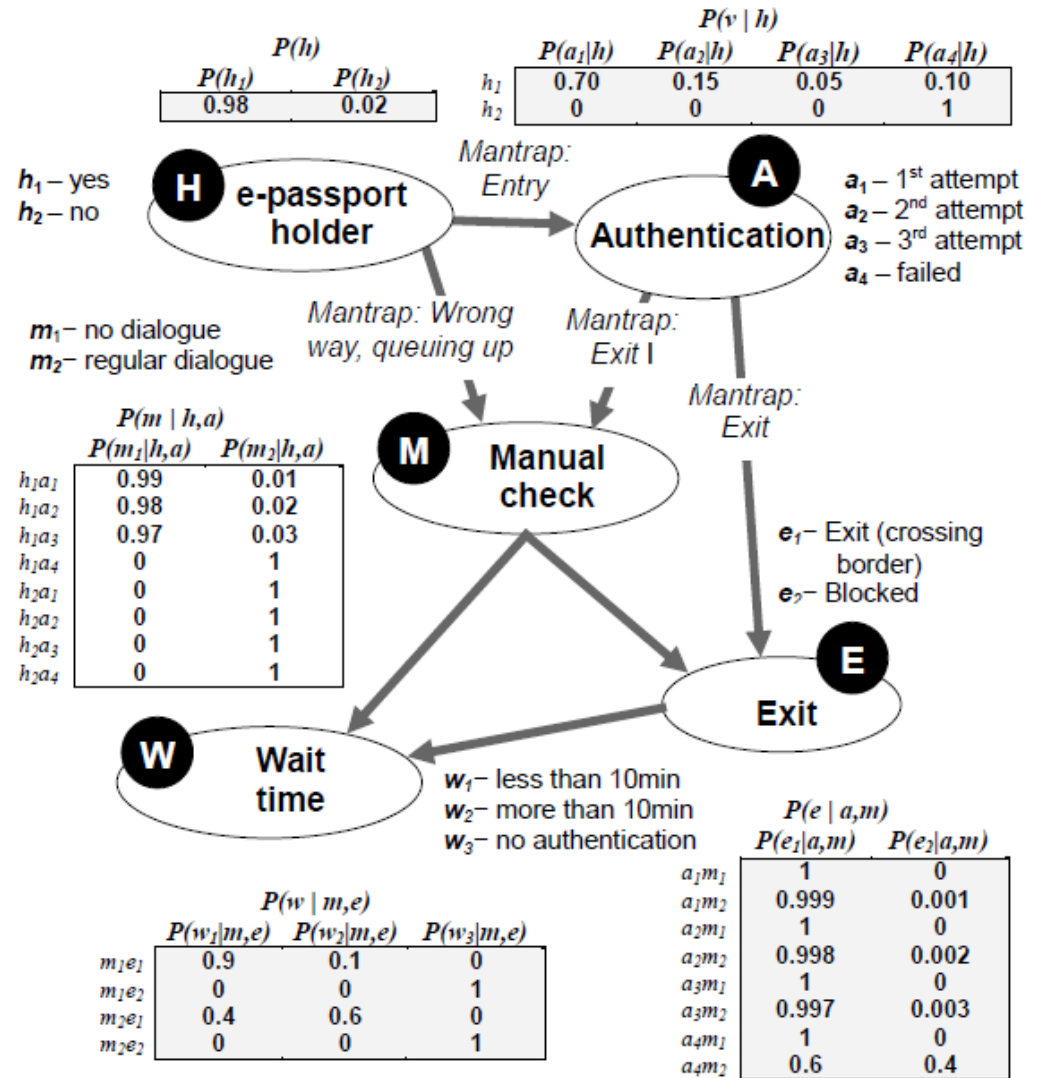 P(v | h)
P(h)
P(a1|h) P(a2|h) P(a3|h) P(a4|h)
P(h1) P(h2)
h1 0.70 0.15 0.05 0.10
h2 0 0 0 1
0.98 0.02
Mantrap:
Entry
H
A
h1 – yes
h2 – no
e-passport
holder
Authentication
a1 – 1st attempt
a2 – 2nd attempt
a3 – 3rd attempt
a4 – failed
Mantrap: Wrong
way, queuing up
Mantrap:
Exit I
m1– no dialogue
m2– regular dialogue
Mantrap:
Exit
P(m | h,a)
P(m1|h,a) P(m2|h,a)
h1a1 0.99 0.01
h1a2 0.98 0.02
h1a3 0.97 0.03
h1a4 0 1
h2a1 0 1
h2a2 0 1
h2a3 0 1
h2a4 0 1
M
Manual
check
e1– Exit (crossing
border)
e2– Blocked
E
Exit
W
Wait
time
w1– less than 10min
w2– more than 10min
w3– no authentication
P(e | a,m)
P(e1|a,m) P(e2|a,m)
a1m1 1 0
a1m2 0.999 0.001
a2m1 1 0
a2m2 0.998 0.002
a3m1 1 0
a3m2 0.997 0.003
a4m1 1 0
a4m2 0.6 0.4
P(w | m,e)
P(w1|m,e) P(w2|m,e) P(w3|m,e)
m1e1 0.9 0.1 0
m1e2 0 0 1
m2e1 0.4 0.6 0
m2e2 0 0 1